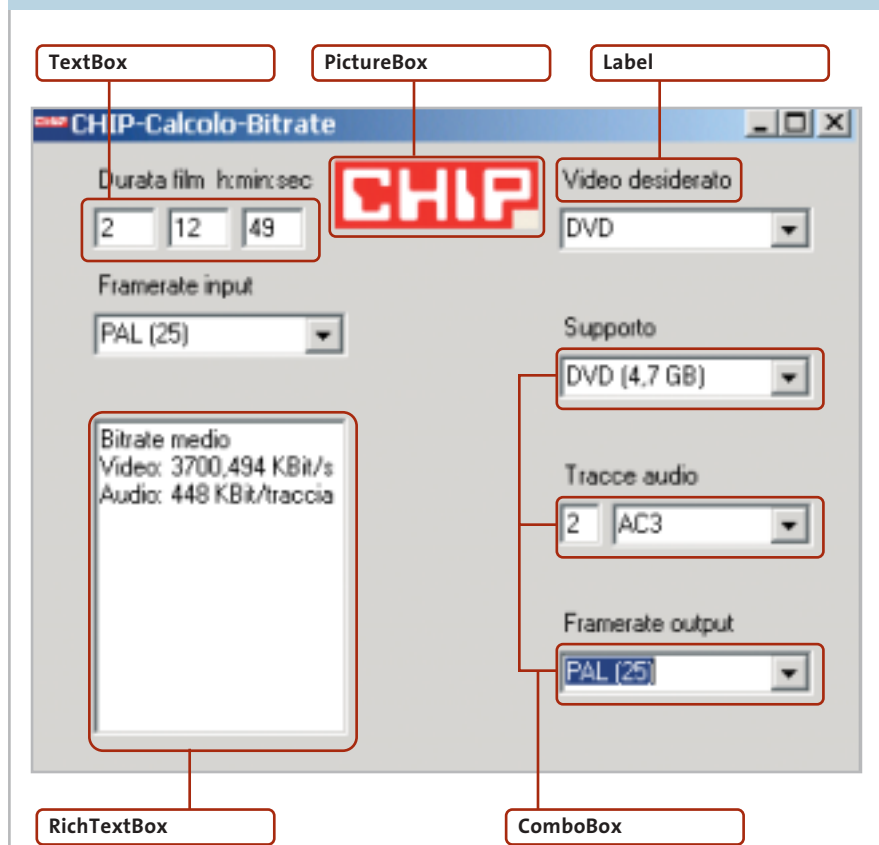 TextBox
PictureBox
Label
CHIP-Calcolo-Bitrate
Durata film h:min:sec
CHIP
Video desiderato
2 12 49
DVD
Framerate input
PAL (25)
Supporto
DVD (4,7 GB)
Bitrate medio
Video: 3700,494 KBit/s
Audio: 448 KBit/traccia
Tracce audio
2 AC3
Framerate output
PAL (25)
RichTextBox
ComboBox